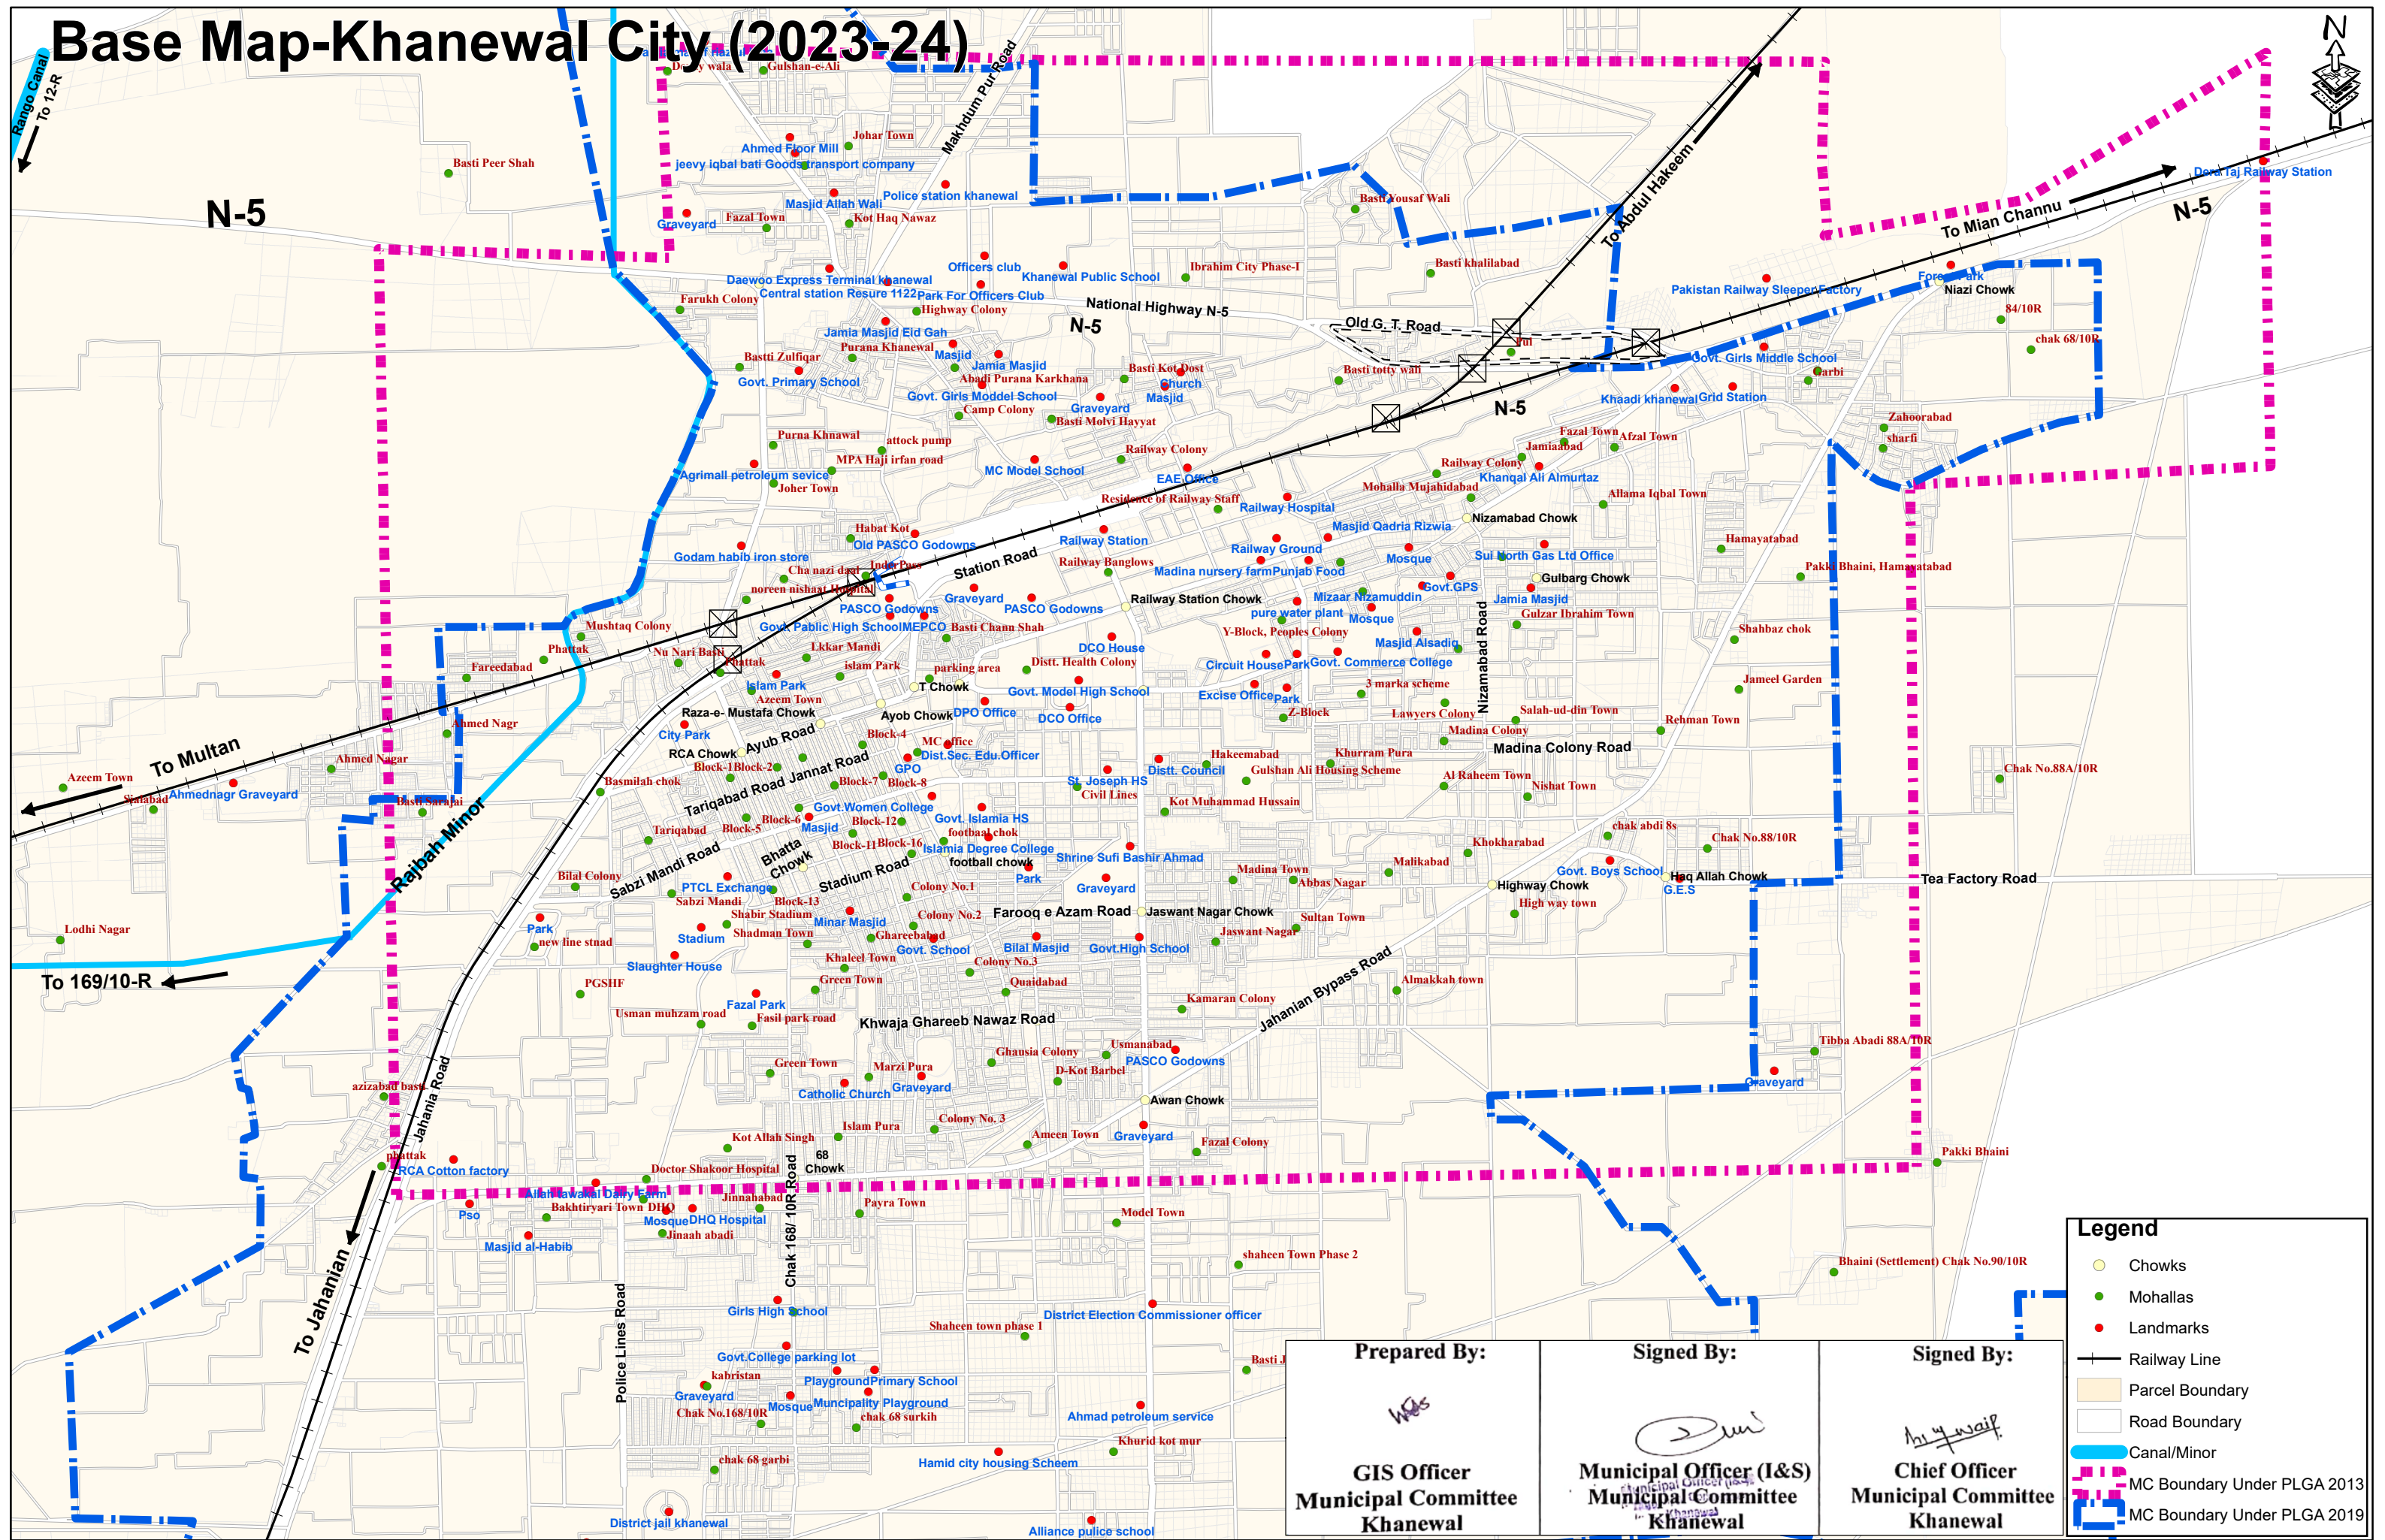 Base Map-Khanewal City (2023-24)
N
Rango Canal
To 12-R
Gulshan-e-Ali
Makhdum Pur Road
Johar Town
Ahmed Floor Mill
jeevy iqbal bati Goods transport company
Basti Peer Shah
Police station khanewal
Masjid Allah Wali
Graveyard
Fazal Town
Kot Haq Nawaz
Basti Yousaf Wali
To Abdul Hakeem
Dera Taj Railway Station
To Mian Channu
N-5
N-5
Officers club
Khanewal Public School
Ibrahim City Phase-I
Basti khalilabad
Daewoo Express Terminal khanewal
Central station Resure 1122
Park For Officers Club
Forest Park
Pakistan Railway Sleeper Factory
Niazi Chowk
Farukh Colony
Highway Colony
National Highway N-5
N-5
Old G. T. Road
84/10R
Jamia Masjid Eid Gah
Purana Khanewal
Masjid
Jamia Masjid
Pul
chak 68/10R
Bastti Zulfiqar
Govt. Primary School
Abadi Purana Karkhana
Basti Kot Dost
Church
Masjid
Basti totty wali
Govt. Girls Middle School
Garbi
Govt. Girls Moddel School
Graveyard
Khaadi khanewal
Grid Station
Camp Colony
Basti Molvi Hayyat
N-5
Zahoorabad
sharfi
Purna Khnawal
attock pump
Railway Colony
Fazal Town
Afzal Town
Jamiaabad
MPA Haji irfan road
MC Model School
Railway Colony
Agrimall petroleum sevice
Joher Town
EAE Office
Khanqal Ali Almurtaz
Mohalla Mujahidabad
Residence of Railway Staff
Railway Hospital
Allama Iqbal Town
Habat Kot
Old PASCO Godowns
Railway Station
Masjid Qadria Rizwia
Nizamabad Chowk
Godam habib iron store
Station Road
Railway Ground
Mosque
Sui North Gas Ltd Office
Hamayatabad
Cha nazi daat
Inder Pass
Railway Banglows
Madina nursery farm
Punjab Food
Gulbarg Chowk
Pakki Bhaini, Hamayatabad
noreen nishaat Hospital
Graveyard
Govt.GPS
Jamia Masjid
PASCO Godowns
PASCO Godowns
Railway Station Chowk
Mizaar Nizamuddin
pure water plant
Mosque
Gulzar Ibrahim Town
Mushtaq Colony
Govt. Pablic High School
MEPCO
Basti Chann Shah
Y-Block, Peoples Colony
Masjid Alsadiq
Nizamabad Road
Shahbaz chok
Phattak
Nu Nari Basti
Phattak
Lkkar Mandi
DCO House
Fareedabad
islam Park
parking area
Distt. Health Colony
Circuit House
Park
Govt. Commerce College
Islam Park
T Chowk
Govt. Model High School
Excise Office
Park
3 marka scheme
Jameel Garden
Azeem Town
Raza-e- Mustafa Chowk
Ayob Chowk
DPO Office
DCO Office
Z-Block
Lawyers Colony
Salah-ud-din Town
Rehman Town
Ahmed Nagr
City Park
RCA Chowk
Ayub Road
Block-4
MC office
Dist.Sec. Edu.Officer
Madina Colony
Madina Colony Road
To Multan
Ahmed Nagar
Block-1
Block-2
GPO
Hakeemabad
Khurram Pura
Distt. Council
Azeem Town
Ahmednagr Graveyard
Basmilah chok
Tariqabad Road
Jannat Road
Block-7
Block-8
St. Joseph HS
Gulshan Ali Housing Scheme
Al Raheem Town
Nishat Town
Chak No.88A/10R
Sialabad
Basti Sarajai
Civil Lines
Kot Muhammad Hussain
Govt.Women College
Rajbah Minor
Tariqabad
Block-5
Block-6
Masjid
Block-12
Govt. Islamia HS
footbaal chok
chak abdi 8s
Chak No.88/10R
Block-11
Block-16
Islamia Degree College
football chowk
Shrine Sufi Bashir Ahmad
Khokharabad
Bhatta
Chowk
Sabzi Mandi Road
Stadium Road
Park
Madina Town
Malikabad
Govt. Boys School
Haq Allah Chowk
G.E.S
Tea Factory Road
Bilal Colony
PTCL Exchange
Colony No.1
Graveyard
Abbas Nagar
Highway Chowk
Sabzi Mandi
Block-13
High way town
Park
Shabir Stadium
Minar Masjid
Colony No.2
Farooq e Azam Road
Jaswant Nagar Chowk
Sultan Town
Lodhi Nagar
new line stnad
Stadium
Shadman Town
Ghareebabad
Govt. School
Bilal Masjid
Govt.High School
Jaswant Nagar
Slaughter House
Khaleel Town
Colony No.3
To 169/10-R
PGSHF
Green Town
Quaidabad
Almakkah town
Fazal Park
Kamaran Colony
Jahanian Bypass Road
Usman muhzam road
Fasil park road
Khwaja Ghareeb Nawaz Road
Usmanabad
PASCO Godowns
Tibba Abadi 88A/10R
Green Town
Marzi Pura
Ghausia Colony
D-Kot Barbel
Graveyard
azizabad basti
Jahania Road
Catholic Church
Graveyard
Awan Chowk
Islam Pura
Colony No. 3
Ameen Town
Graveyard
Fazal Colony
Kot Allah Singh
68
Chowk
phattak
RCA Cotton factory
Doctor Shakoor Hospital
Pakki Bhaini
Allah tawakal Dairy Farm
Jinnahabad
Payra Town
Pso
Bakhtiryari Town
DHQ
Mosque
DHQ Hospital
Model Town
Masjid al-Habib
Jinaah abadi
Chak 168/ 10R Road
shaheen Town Phase 2
Bhaini (Settlement) Chak No.90/10R
To Jahanian
Police Lines Road
Girls High School
District Election Commissioner officer
Shaheen town phase 1
Govt.College parking lot
kabristan
Graveyard
Playground
Primary School
Mosque
Muncipality Playground
Chak No.168/10R
chak 68 surkih
Ahmad petroleum service
Khurid kot mur
chak 68 garbi
Hamid city housing Scheem
District jail khanewal
Alliance pulice school
Basti J
Prepared By:
GIS Officer
Municipal Committee
Khanewal
Signed By:
Municipal Officer (I&S)
Municipal Committee
Khanewal
Signed By:
Chief Officer
Municipal Committee
Khanewal
Legend
Chowks
Mohallas
Landmarks
Railway Line
Parcel Boundary
Road Boundary
Canal/Minor
MC Boundary Under PLGA 2013
MC Boundary Under PLGA 2019